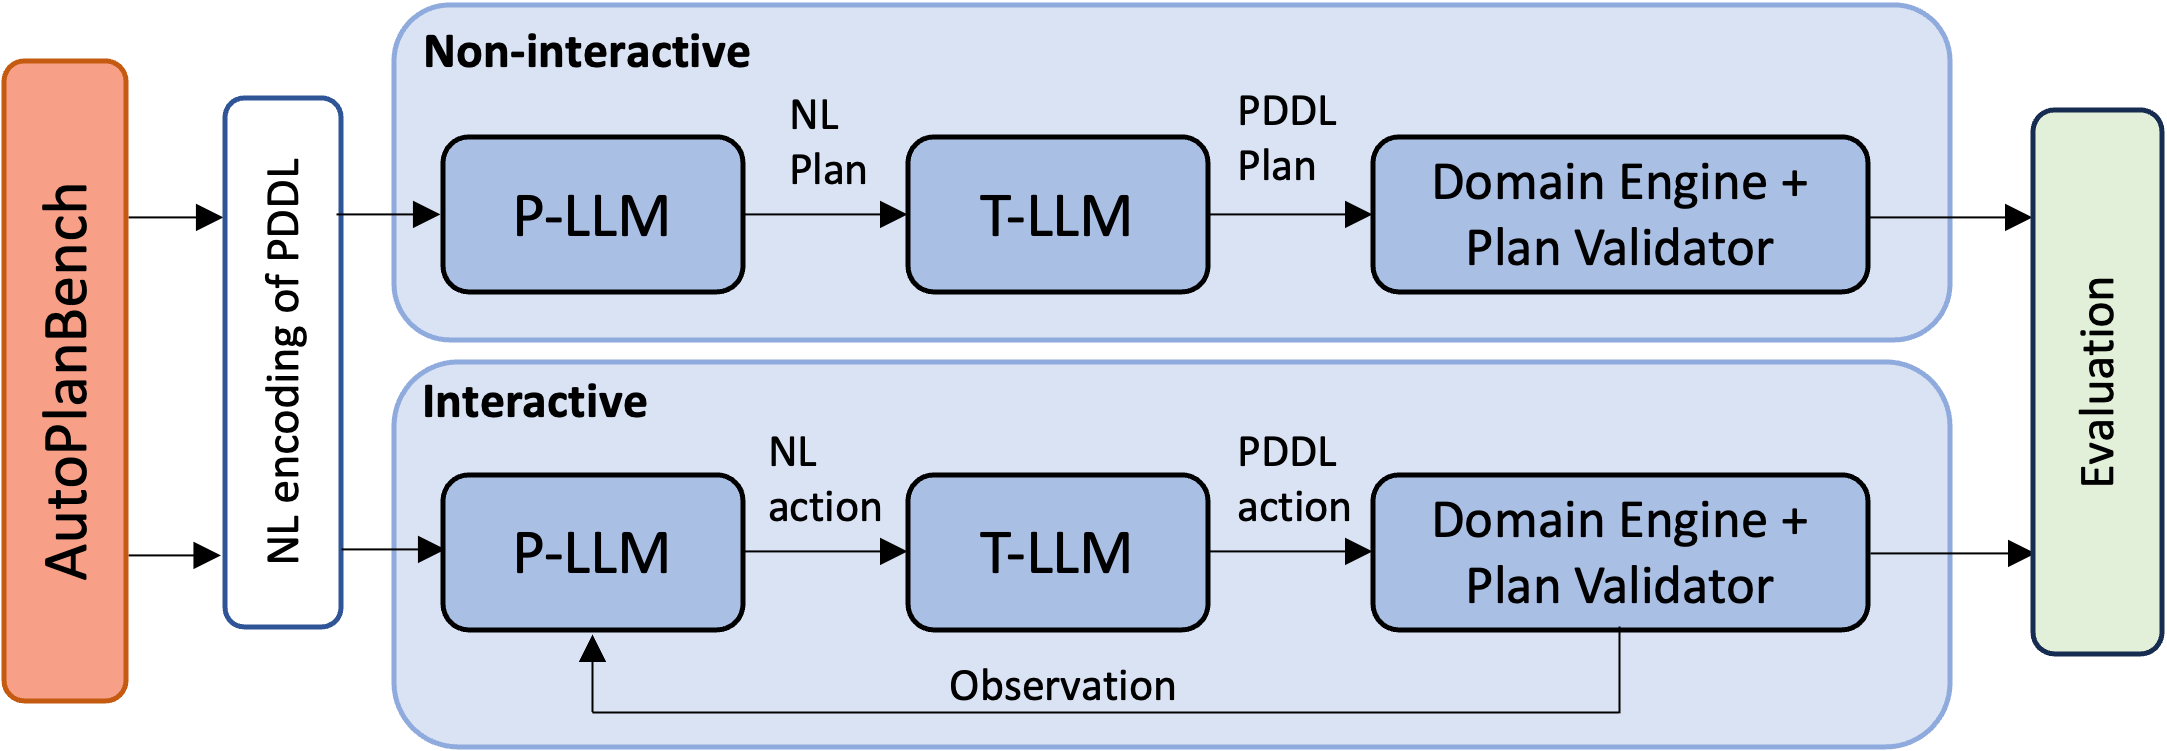 AutoPlanBench
NL encoding of PDDL
Non-interactive
P-LLM
NL
Plan
T-LLM
PDDL
Plan
Domain Engine +
Plan Validator
Interactive
P-LLM
NL
action
T-LLM
PDDL
action
Domain Engine +
Plan Validator
Observation
Evaluation